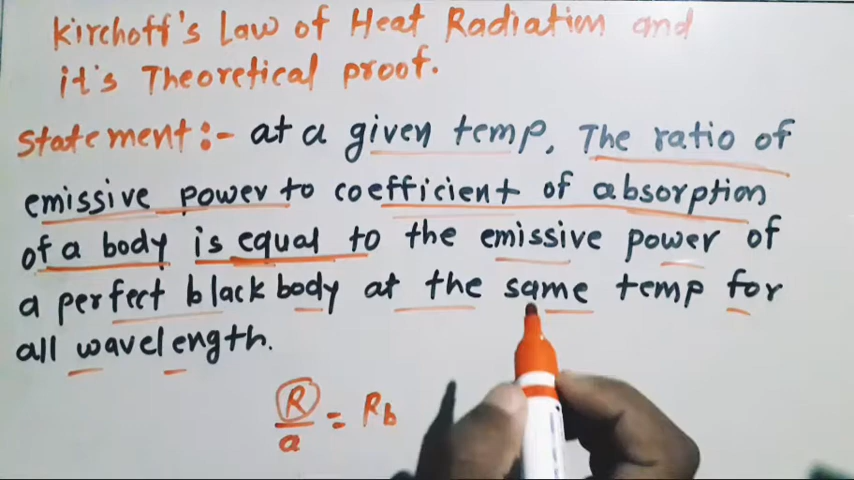 Kirchoff's Law of Heat Radiation and
it's Theoretical proof.
Statement:- at a given temp, The ratio of
emissive power to coefficient of absorption
of a body is equal to the emissive power of
a perfect black body at the same temp for
all wavelength.
R/a = Rb